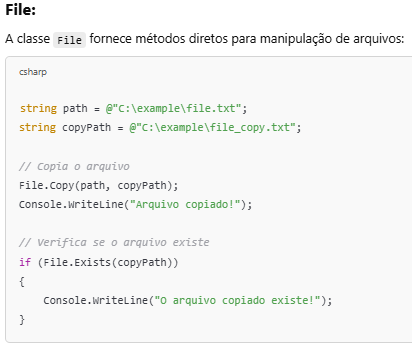 File:
A classe File fornece métodos diretos para manipulação de arquivos:
csharp
string path = @"C:\example\file.txt";
string copyPath = @"C:\example\file_copy.txt";
// Copia o arquivo
File.Copy(path, copyPath);
Console.WriteLine("Arquivo copiado!");
// Verifica se o arquivo existe
if (File.Exists(copyPath))
{
    Console.WriteLine("O arquivo copiado existe!");
}